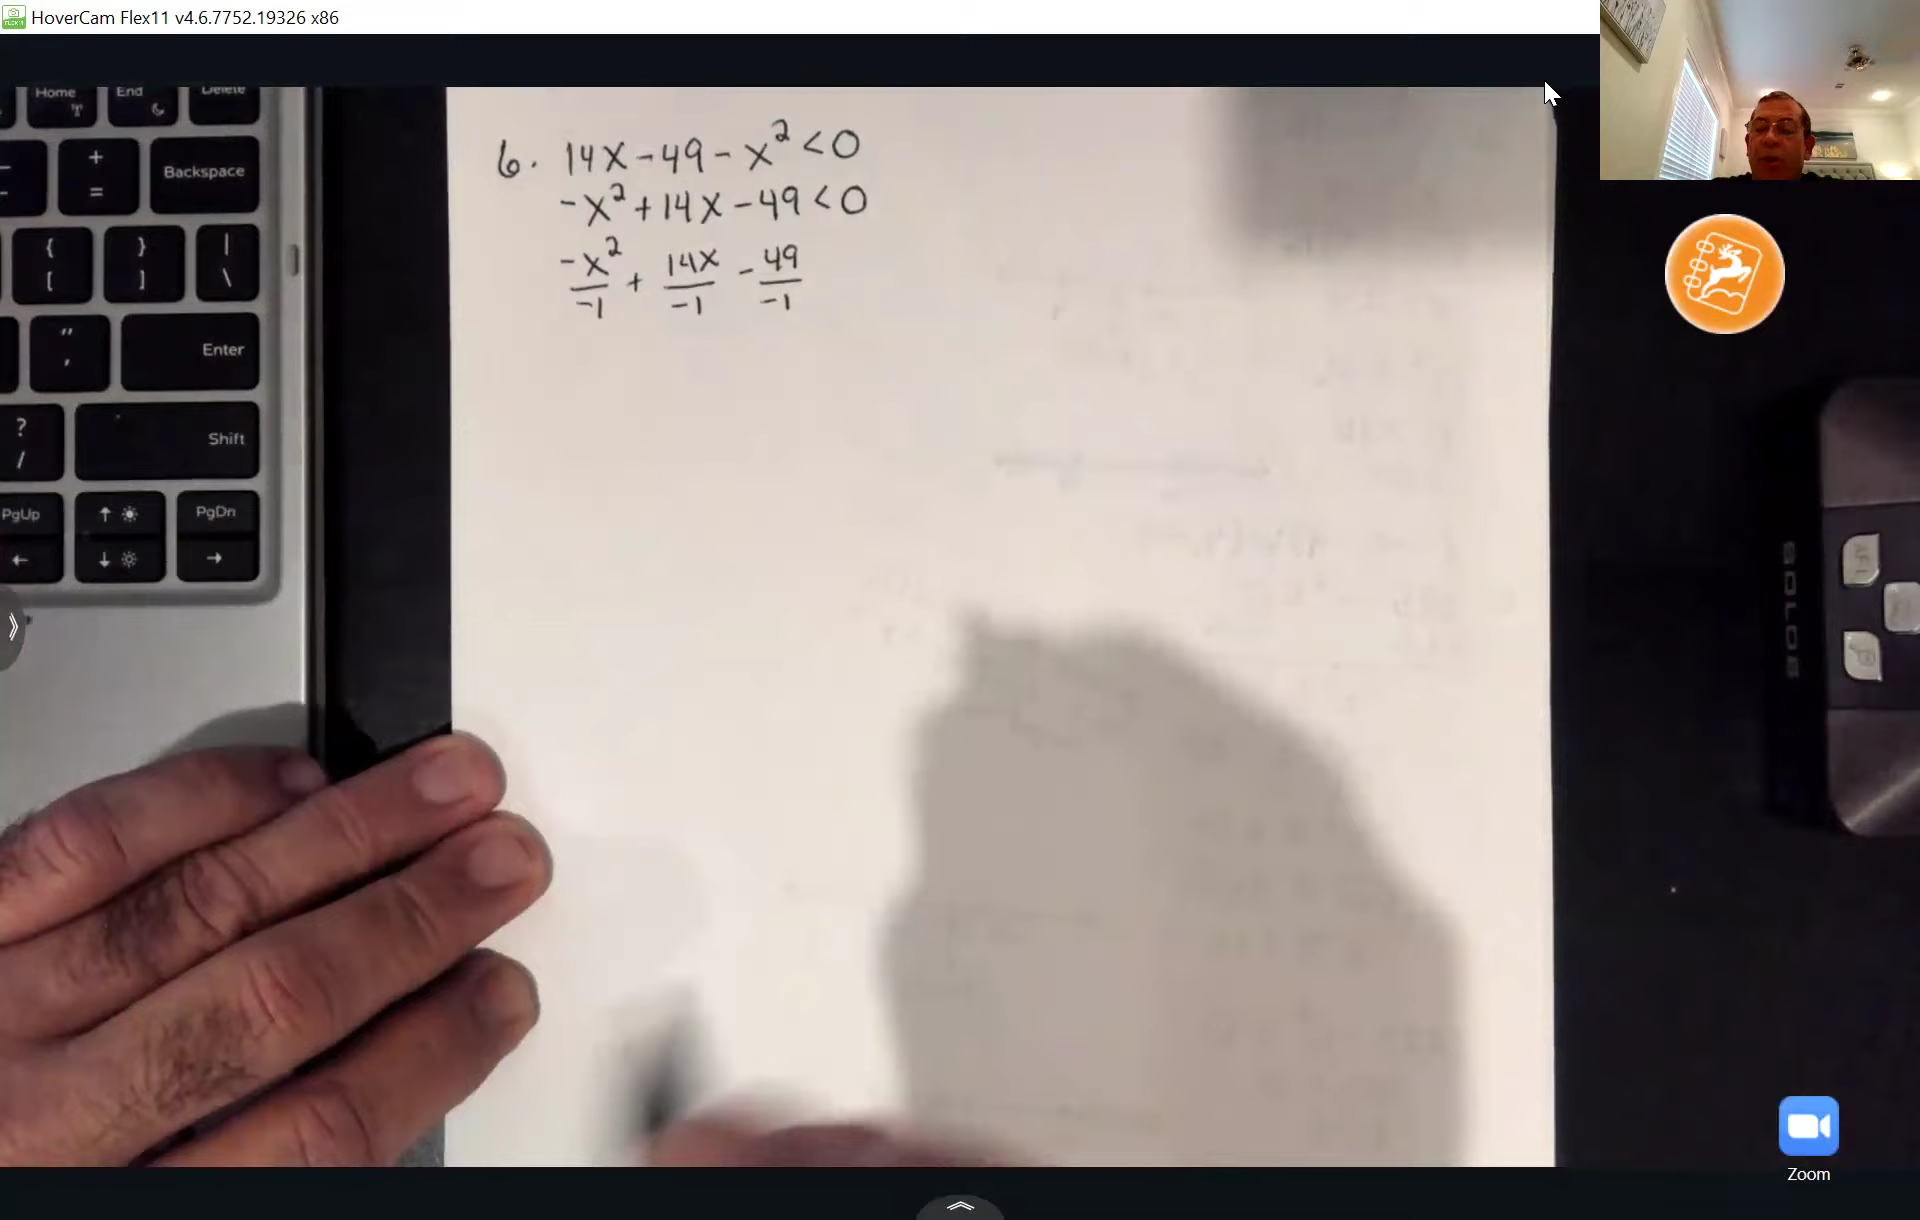 HoverCam Flex11 v4.6.7752.19326 x86
Home End Delete
+ =
Backspace
{ [ } ] | \
" ' Enter
? / Shift
PgUp ↑ PgDn
← ↓ →
6. 14x - 49 - x² < 0
-x² + 14x - 49 < 0
-x²/-1 + 14x/-1 - 49/-1
BOLDE
Zoom